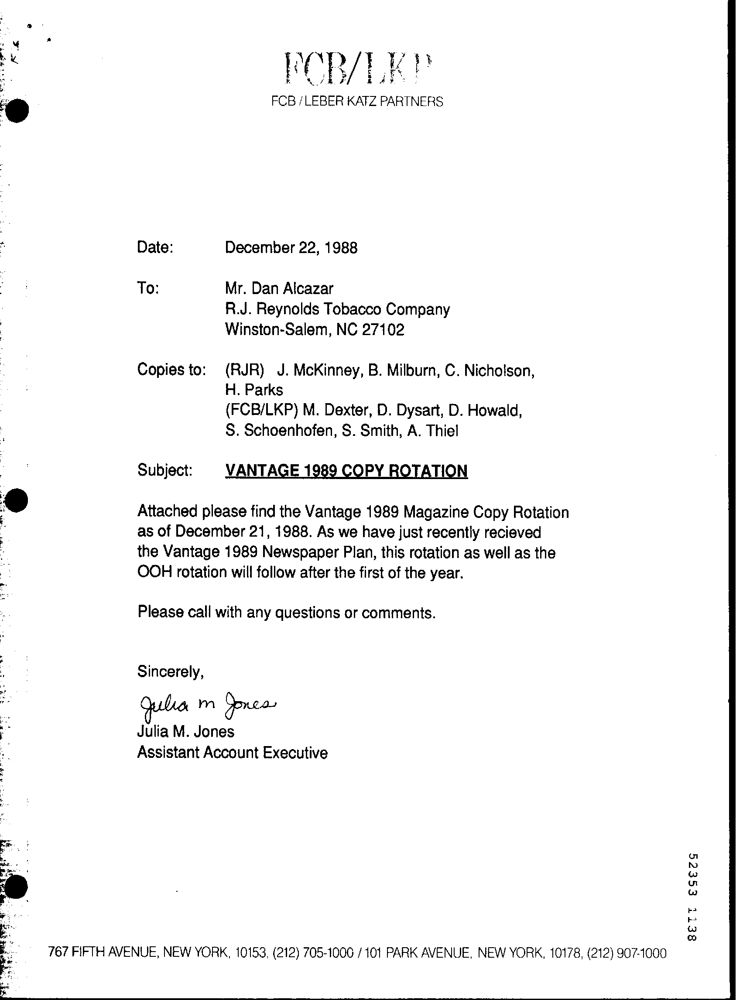 FCB/LKP
FCB / LEBER KATZ PARTNERS
Date: December 22, 1988
To: Mr. Dan Alcazar
R.J. Reynolds Tobacco Company
Winston-Salem, NC 27102
Copies to: (RJR) J. McKinney, B. Milburn, C. Nicholson,
H. Parks
(FCB/LKP) M. Dexter, D. Dysart, D. Howald,
S. Schoenhofen, S. Smith, A. Thiel
Subject: VANTAGE 1989 COPY ROTATION
Attached please find the Vantage 1989 Magazine Copy Rotation
as of December 21, 1988. As we have just recently recieved
the Vantage 1989 Newspaper Plan, this rotation as well as the
OOH rotation will follow after the first of the year.
Please call with any questions or comments.
Sincerely,
Julia M Jones
Julia M. Jones
Assistant Account Executive
52353 1138
767 FIFTH AVENUE, NEW YORK, 10153, (212) 705-1000 / 101 PARK AVENUE, NEW YORK, 10178, (212) 907-1000